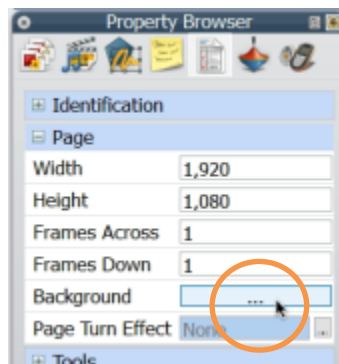 Property Browser
Identification
Page
Width 1,920
Height 1,080
Frames Across 1
Frames Down 1
Background ...
Page Turn Effect None ...
Tools